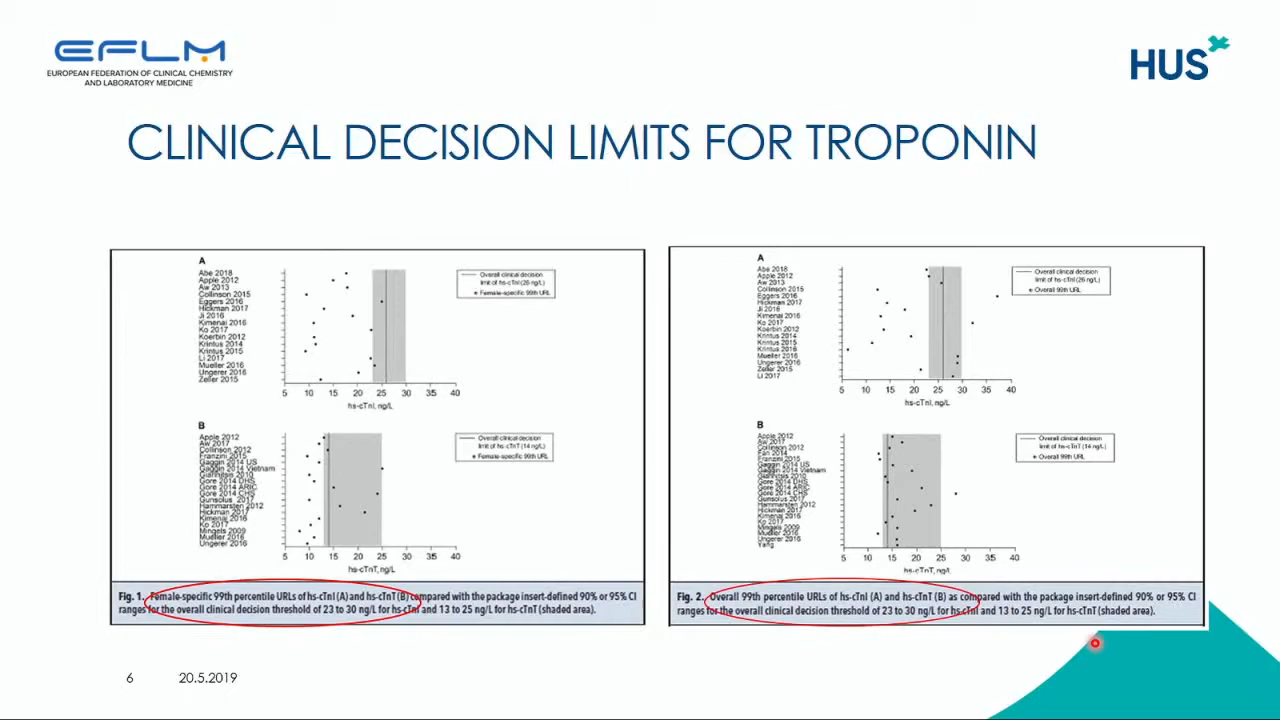 EFLM
EUROPEAN FEDERATION OF CLINICAL CHEMISTRY
AND LABORATORY MEDICINE
HUS
CLINICAL DECISION LIMITS FOR TROPONIN
A
Abe 2018
Apple 2012
Aw 2013
Collinson 2015
Eggers 2016
Hickman 2017
Ji 2016
Kimenai 2016
Ko 2017
Koerbin 2012
Krintus 2014
Krintus 2015
Li 2017
Mueller 2016
Ungerer 2016
Zeller 2015
Overall clinical decision
limit of hs-cTnI (26 ng/L)
Female-specific 99th URL
5 10 15 20 25 30 35 40
hs-cTnI, ng/L
B
Apple 2012
Aw 2017
Collinson 2012
Franzini 2015
Gaggin 2014 US
Gaggin 2014 Vietnam
Giannitsis 2010
Gore 2014 DHS
Gore 2014 ARIC
Gore 2014 CHS
Gunsolus 2017
Hammarsten 2012
Hickman 2017
Kimenai 2016
Ko 2017
Mingels 2009
Mueller 2016
Ungerer 2016
Overall clinical decision
limit of hs-cTnT (14 ng/L)
Female-specific 99th URL
5 10 15 20 25 30 35 40
hs-cTnT, ng/L
Fig. 1. Female-specific 99th percentile URLs of hs-cTnI (A) and hs-cTnT (B) compared with the package insert-defined 90% or 95% CI
ranges for the overall clinical decision threshold of 23 to 30 ng/L for hs-cTnI and 13 to 25 ng/L for hs-cTnT (shaded area).
A
Abe 2018
Apple 2012
Aw 2013
Collinson 2015
Eggers 2016
Hickman 2017
Ji 2016
Kimenai 2016
Ko 2017
Koerbin 2012
Krintus 2014
Krintus 2015
Krintus 2016
Mueller 2016
Ungerer 2016
Zeller 2015
Li 2017
Overall clinical decision
limit of hs-cTnI (26 ng/L)
Overall 99th URL
5 10 15 20 25 30 35 40
hs-cTnI, ng/L
B
Apple 2012
Aw 2017
Collinson 2012
Fan 2014
Franzini 2015
Gaggin 2014 US
Gaggin 2014 Vietnam
Giannitsis 2010
Gore 2014 DHS
Gore 2014 ARIC
Gore 2014 CHS
Gunsolus 2017
Hammarsten 2012
Hickman 2017
Kimenai 2016
Ko 2017
Mingels 2009
Mueller 2016
Ungerer 2016
Yang
Overall clinical decision
limit of hs-cTnT (14 ng/L)
Overall 99th URL
5 10 15 20 25 30 35 40
hs-cTnT, ng/L
Fig. 2. Overall 99th percentile URLs of hs-cTnI (A) and hs-cTnT (B) as compared with the package insert-defined 90% or 95% CI
ranges for the overall clinical decision threshold of 23 to 30 ng/L for hs-cTnI and 13 to 25 ng/L for hs-cTnT (shaded area).
6 20.5.2019